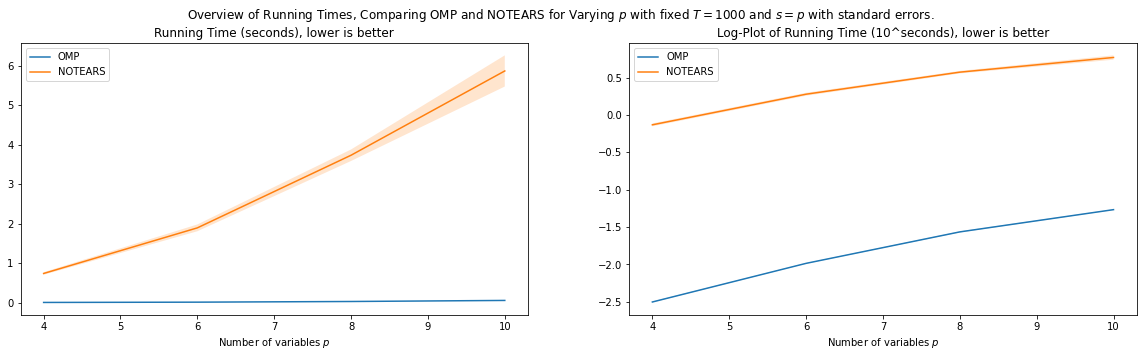 Overview of Running Times, Comparing OMP and NOTEARS for Varying p with fixed T = 1000 and s = p with standard errors.
Running Time (seconds), lower is better
OMP
NOTEARS
6
5
4
3
2
1
0
4 5 6 7 8 9 10
Number of variables p
Log-Plot of Running Time (10^seconds), lower is better
OMP
NOTEARS
0.5
0.0
−0.5
−1.0
−1.5
−2.0
−2.5
4 5 6 7 8 9 10
Number of variables p